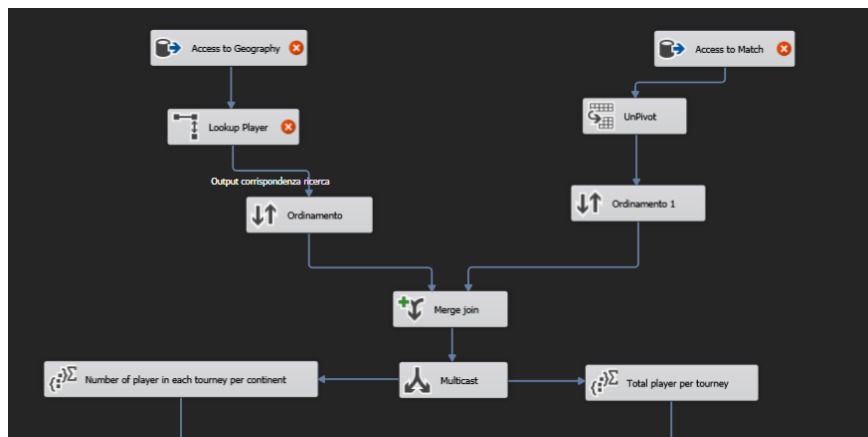 Access to Geography
Access to Match
Lookup Player
UnPivot
Output corrispondenza ricerca
Ordinamento
Ordinamento 1
Merge join
Number of player in each tourney per continent
Multicast
Total player per tourney